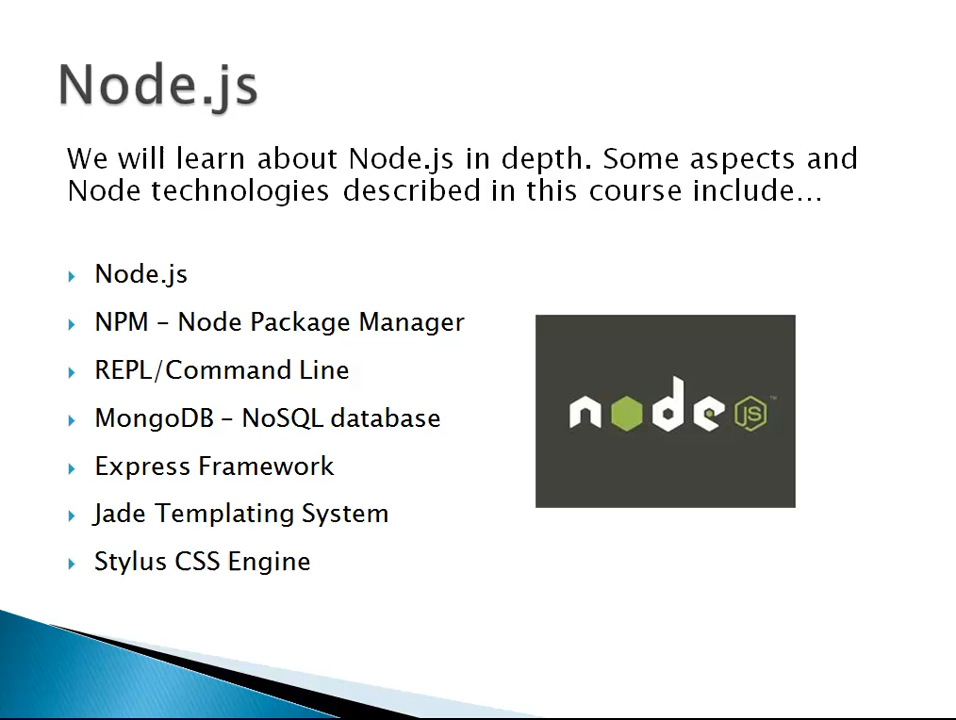 Node.js
We will learn about Node.js in depth. Some aspects and
Node technologies described in this course include...
Node.js
NPM – Node Package Manager
REPL/Command Line
MongoDB – NoSQL database
Express Framework
Jade Templating System
Stylus CSS Engine
node JS ™